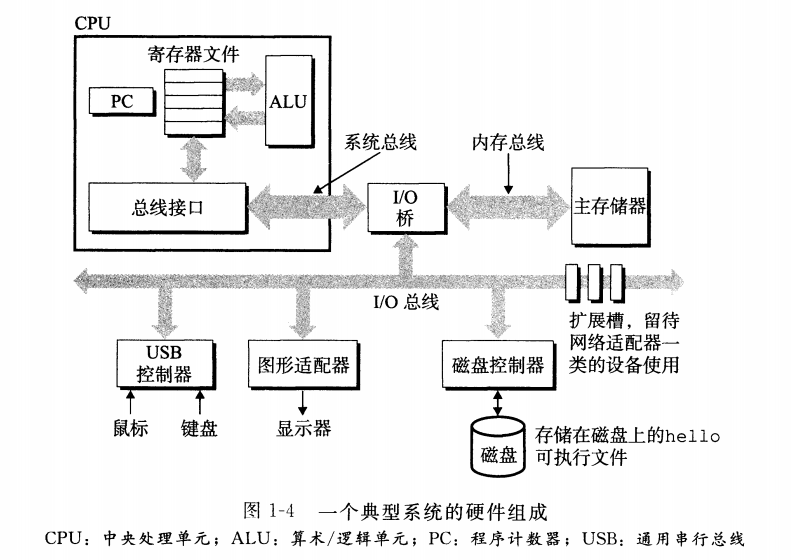 CPU
寄存器文件
PC
ALU
系统总线
内存总线
总线接口
I/O
桥
主存储器
I/O 总线
扩展槽，留待
网络适配器一
类的设备使用
USB
控制器
图形适配器
磁盘控制器
鼠标
键盘
显示器
磁盘
存储在磁盘上的hello
可执行文件
图 1-4 一个典型系统的硬件组成
CPU：中央处理单元；ALU：算术/逻辑单元；PC：程序计数器；USB：通用串行总线